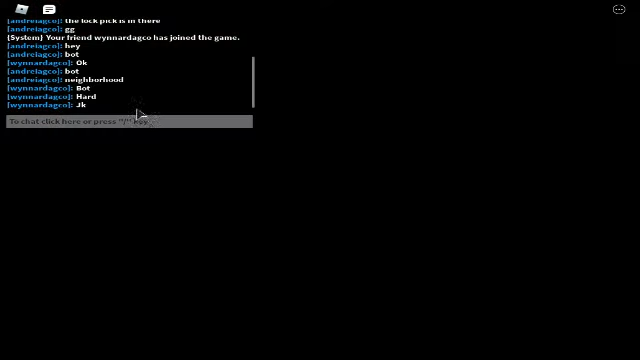 [andreiagco]: the lock pick is in there
[andreiagco]: gg
{System} Your friend wynnardagco has joined the game.
[andreiagco]: hey
[andreiagco]: bot
[wynnardagco]: Ok
[andreiagco]: bot
[andreiagco]: neighborhood
[wynnardagco]: Bot
[wynnardagco]: Hard
[wynnardagco]: Jk
To chat click here or press "/" key